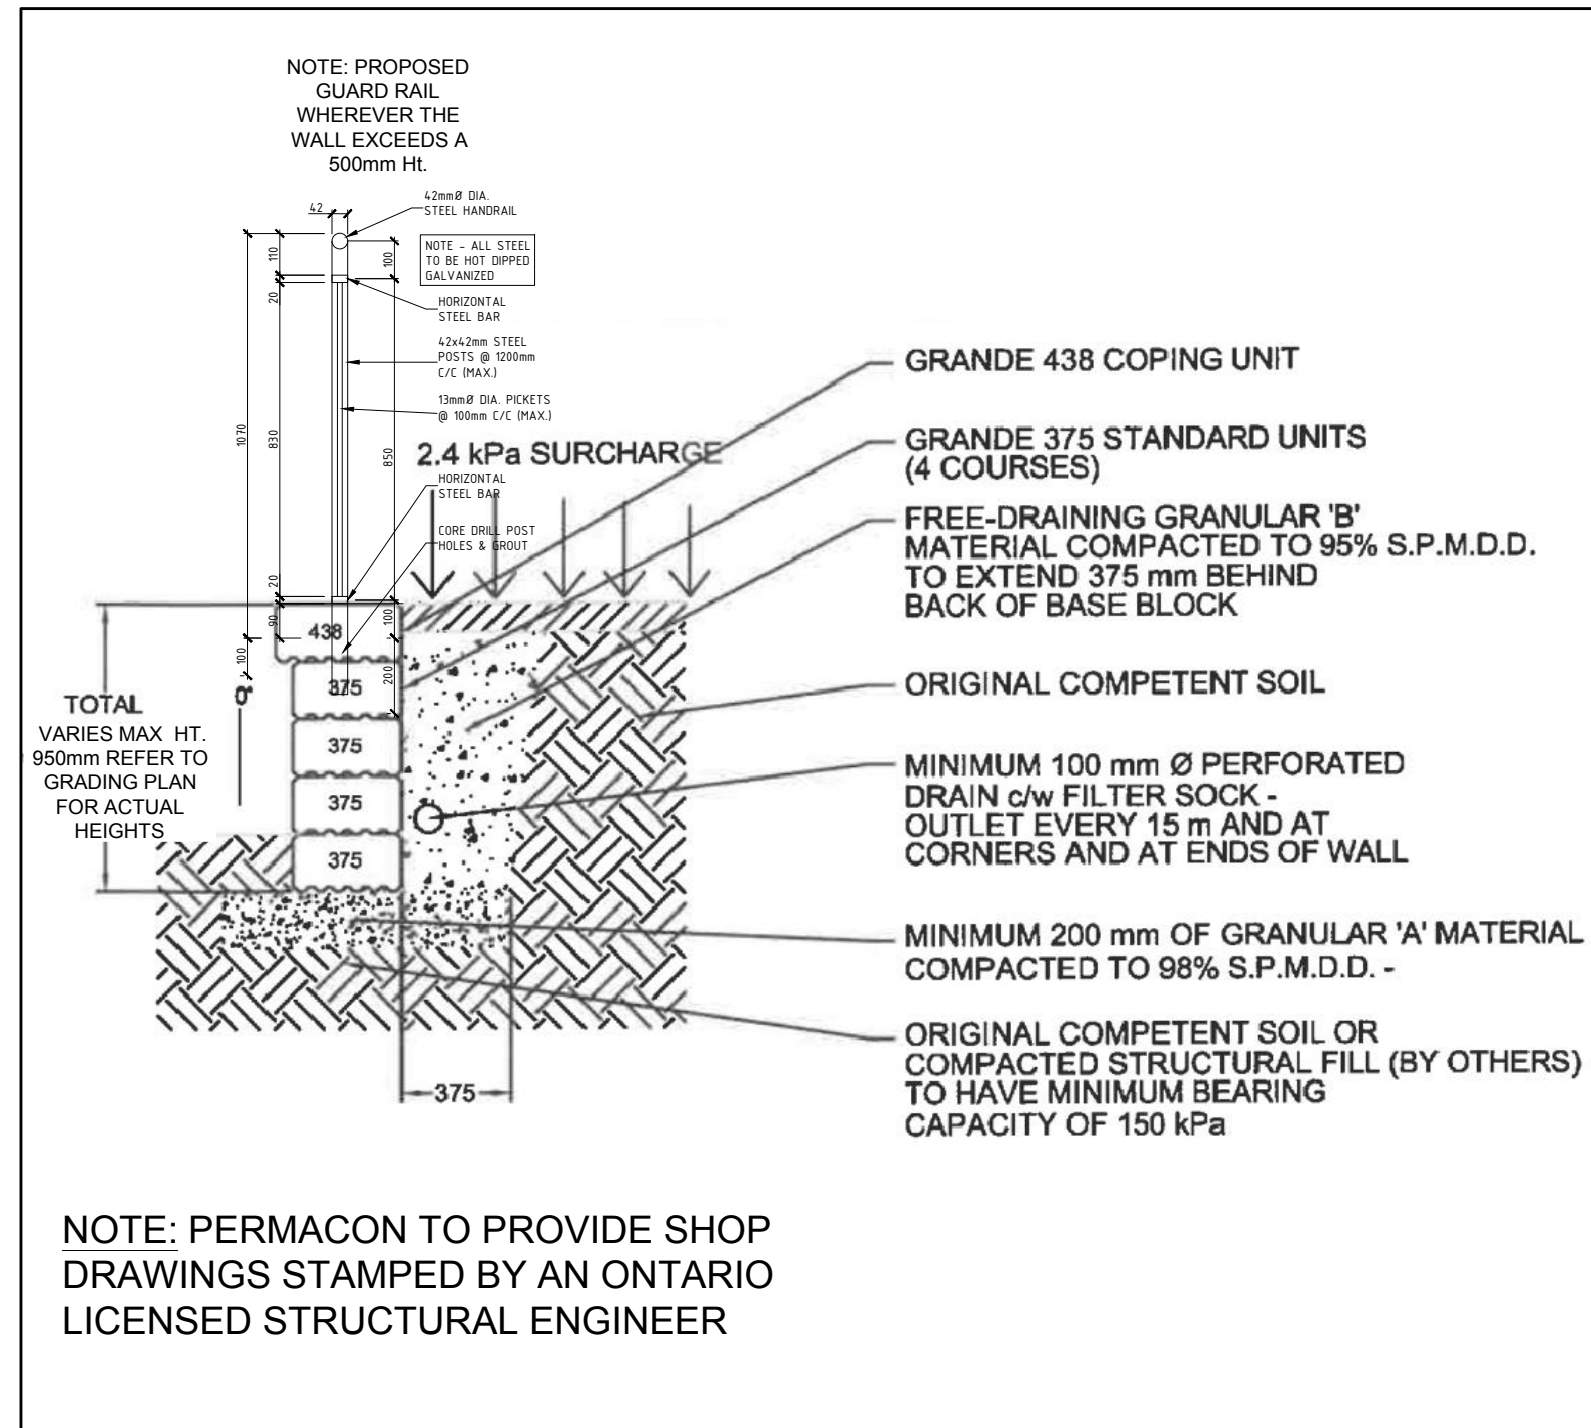 NOTE: PROPOSED
GUARD RAIL
WHEREVER THE
WALL EXCEEDS A
500mm Ht.
42mmØ DIA.
STEEL HANDRAIL
42
NOTE - ALL STEEL
TO BE HOT DIPPED
GALVANIZED
110
100
20
HORIZONTAL
STEEL BAR
42x42mm STEEL
POSTS @ 1200mm
C/C (MAX.)
13mmØ DIA. PICKETS
@ 100mm C/C (MAX.)
1070
830
850
2.4 kPa SURCHARGE
HORIZONTAL
STEEL BAR
CORE DRILL POST
HOLES & GROUT
20
90
100
100
200
438
375
375
375
375
TOTAL
0"
VARIES MAX HT.
950mm REFER TO
GRADING PLAN
FOR ACTUAL
HEIGHTS
375
GRANDE 438 COPING UNIT
GRANDE 375 STANDARD UNITS
(4 COURSES)
FREE-DRAINING GRANULAR 'B'
MATERIAL COMPACTED TO 95% S.P.M.D.D.
TO EXTEND 375 mm BEHIND
BACK OF BASE BLOCK
ORIGINAL COMPETENT SOIL
MINIMUM 100 mm Ø PERFORATED
DRAIN c/w FILTER SOCK -
OUTLET EVERY 15 m AND AT
CORNERS AND AT ENDS OF WALL
MINIMUM 200 mm OF GRANULAR 'A' MATERIAL
COMPACTED TO 98% S.P.M.D.D. -
ORIGINAL COMPETENT SOIL OR
COMPACTED STRUCTURAL FILL (BY OTHERS)
TO HAVE MINIMUM BEARING
CAPACITY OF 150 kPa
NOTE: PERMACON TO PROVIDE SHOP
DRAWINGS STAMPED BY AN ONTARIO
LICENSED STRUCTURAL ENGINEER